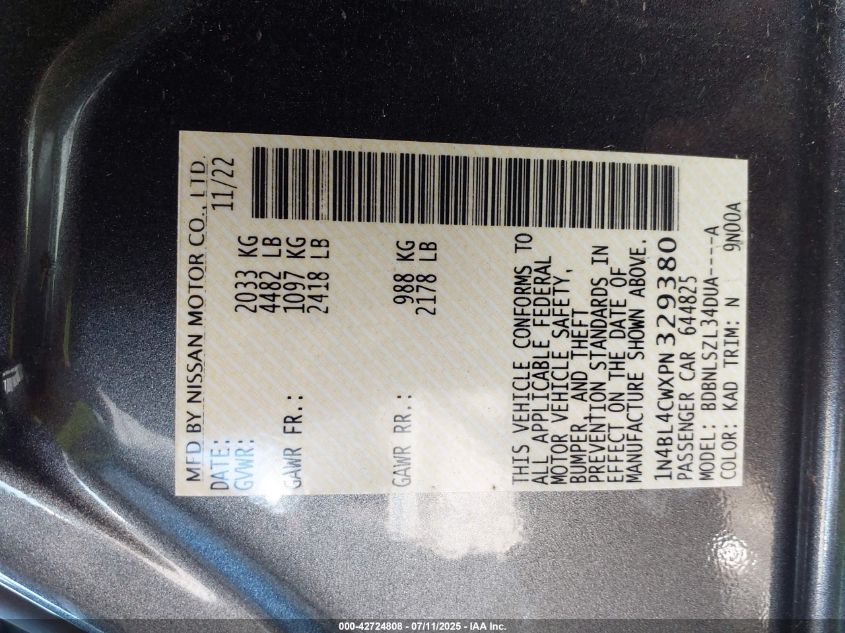 MFD BY NISSAN MOTOR CO., LTD.
DATE: 11/22
GVWR: 2033 KG
4482 LB
GAWR FR.: 1097 KG
2418 LB
GAWR RR.: 988 KG
2178 LB
THIS VEHICLE CONFORMS TO
ALL APPLICABLE FEDERAL
MOTOR VEHICLE SAFETY,
BUMPER, AND THEFT
PREVENTION STANDARDS IN
EFFECT ON THE DATE OF
MANUFACTURE SHOWN ABOVE.
1N4BL4CWXPN329380
PASSENGER CAR 644825
MODEL: BDBNLSZL34DUA----A
COLOR: KAD TRIM: N 9N00A
000-42724808 - 07/11/2025 - IAA Inc.